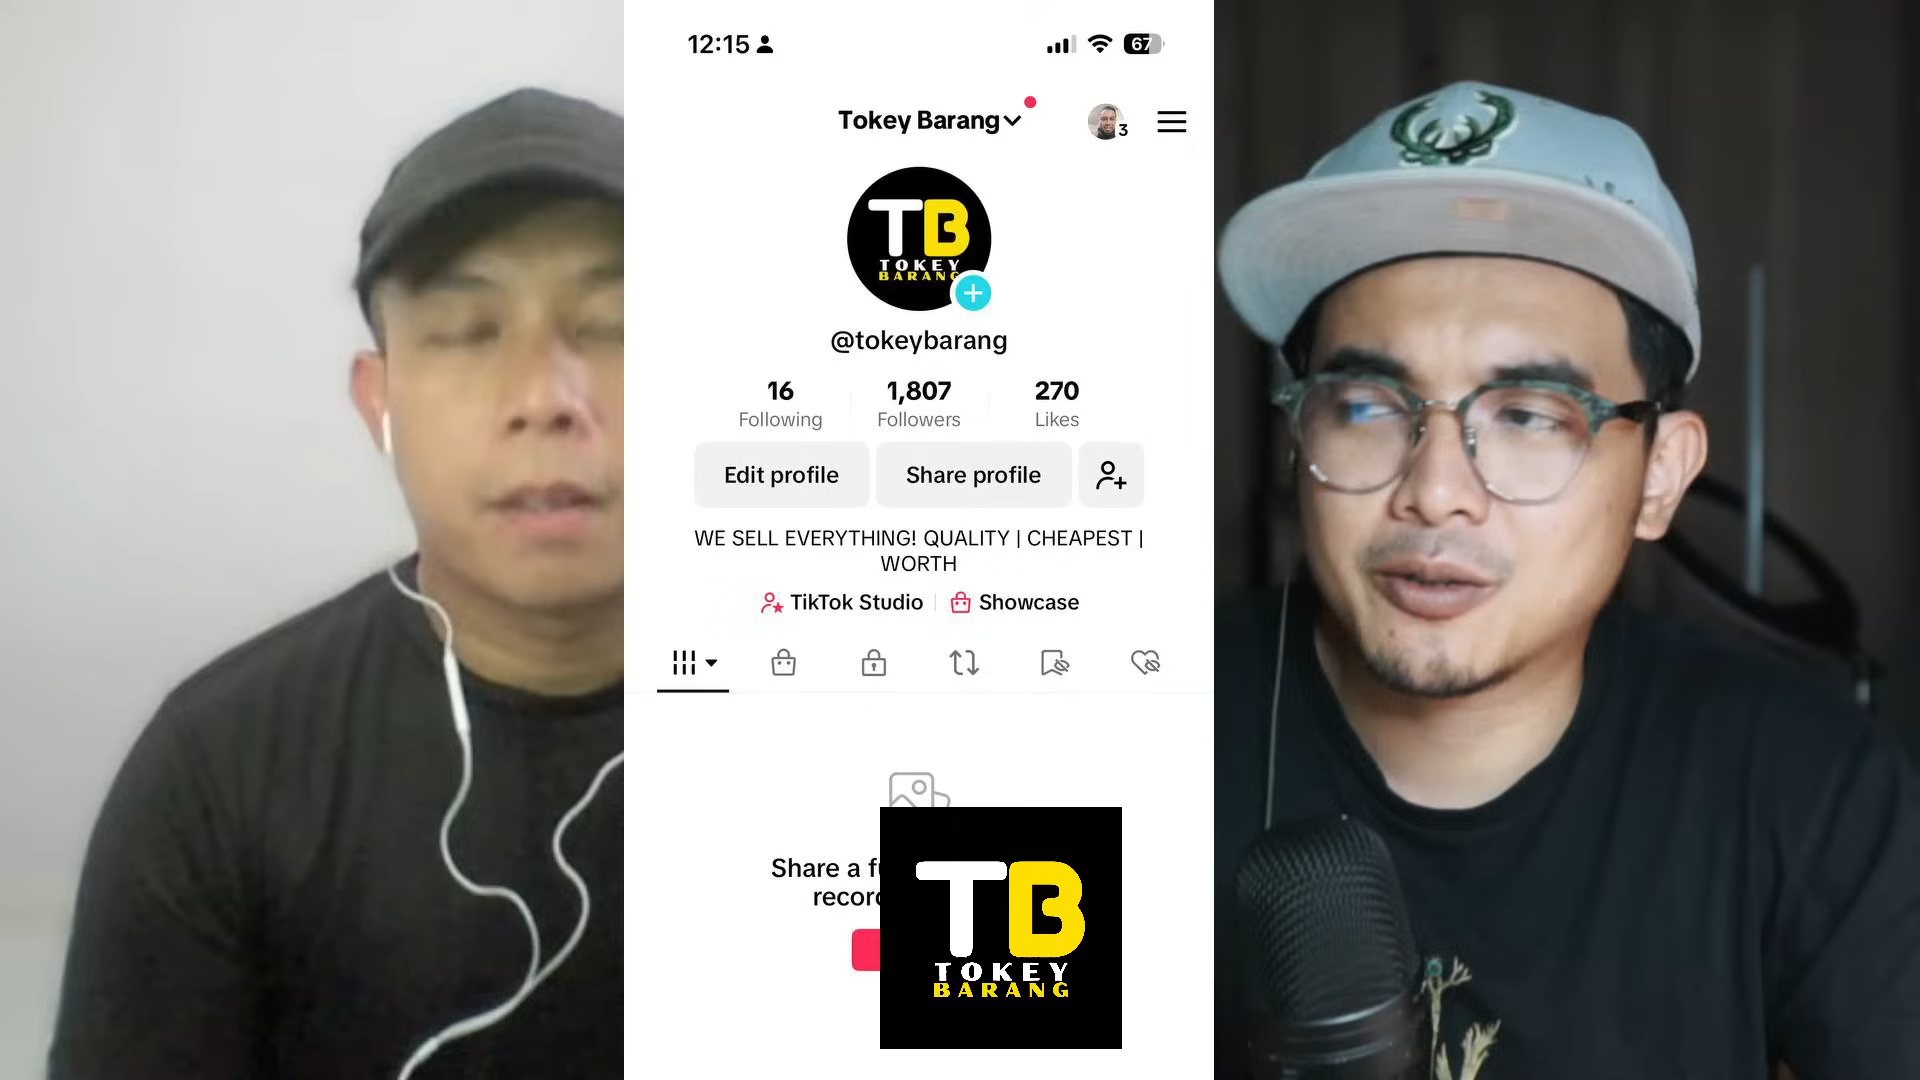 12:15
67
Tokey Barang
3
TB
TOKEY
BARANG
@tokeybarang
16
Following
1,807
Followers
270
Likes
Edit profile
Share profile
WE SELL EVERYTHING! QUALITY | CHEAPEST |
WORTH
TikTok Studio
Showcase
Share a
TB
TOKEY
BARANG